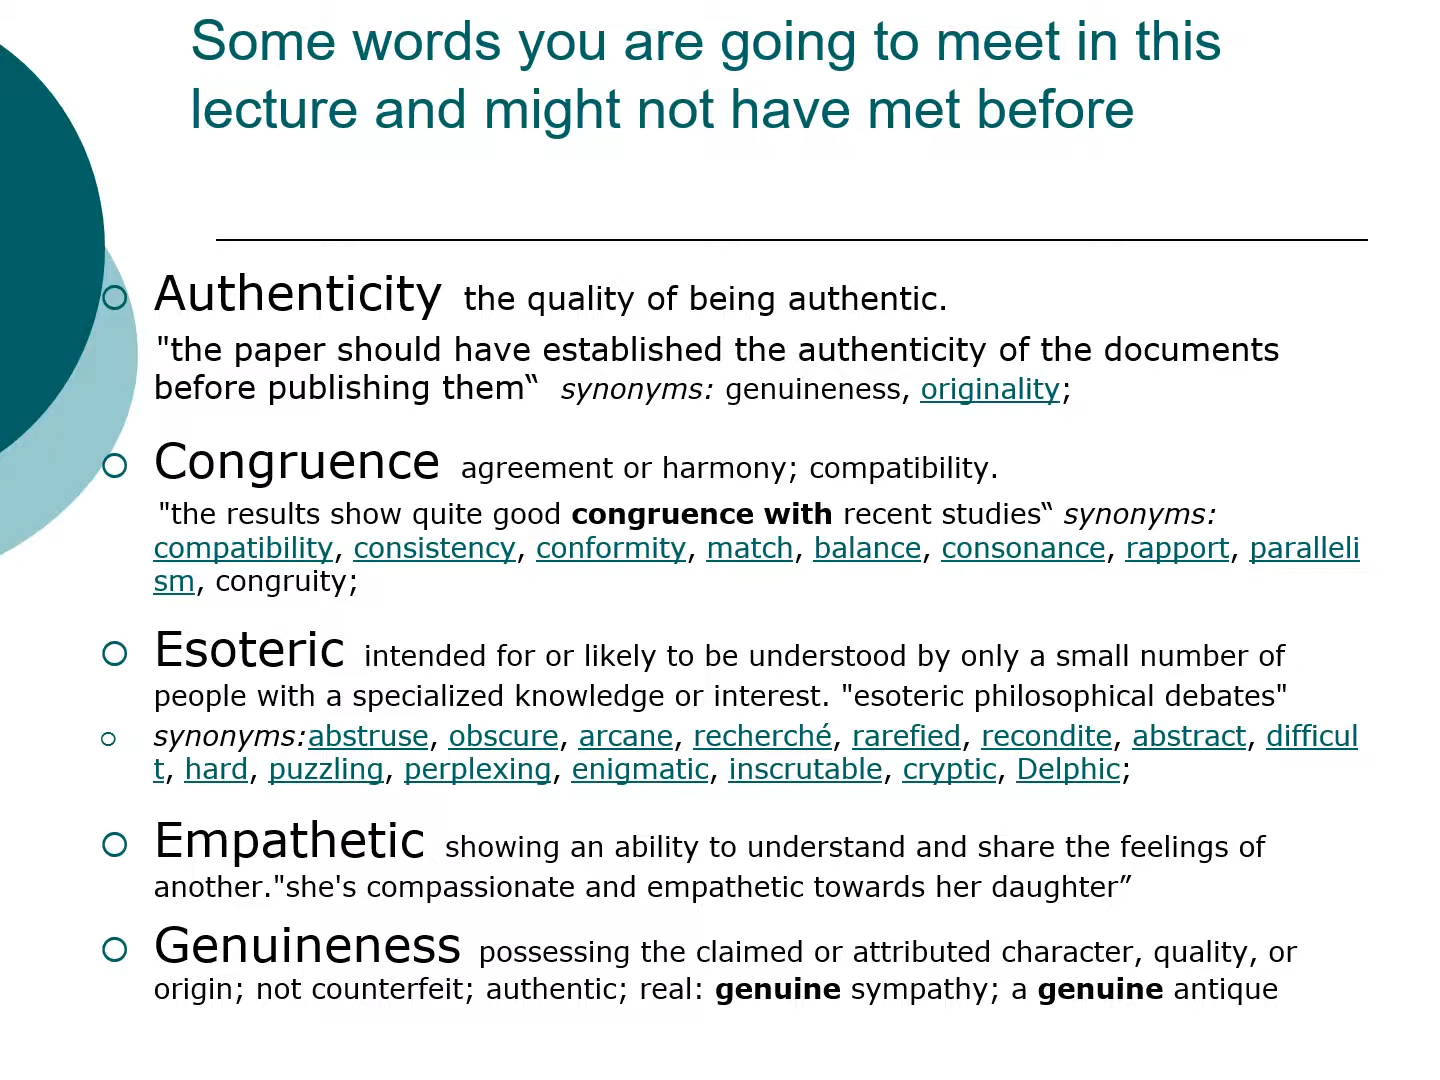 Some words you are going to meet in this
lecture and might not have met before
Authenticity the quality of being authentic.
"the paper should have established the authenticity of the documents
before publishing them“ synonyms: genuineness, originality;
Congruence agreement or harmony; compatibility.
"the results show quite good congruence with recent studies“ synonyms:
compatibility, consistency, conformity, match, balance, consonance, rapport, paralleli
sm, congruity;
Esoteric intended for or likely to be understood by only a small number of
people with a specialized knowledge or interest. "esoteric philosophical debates"
synonyms:abstruse, obscure, arcane, recherché, rarefied, recondite, abstract, difficul
t, hard, puzzling, perplexing, enigmatic, inscrutable, cryptic, Delphic;
Empathetic showing an ability to understand and share the feelings of
another."she's compassionate and empathetic towards her daughter”
Genuineness possessing the claimed or attributed character, quality, or
origin; not counterfeit; authentic; real: genuine sympathy; a genuine antique